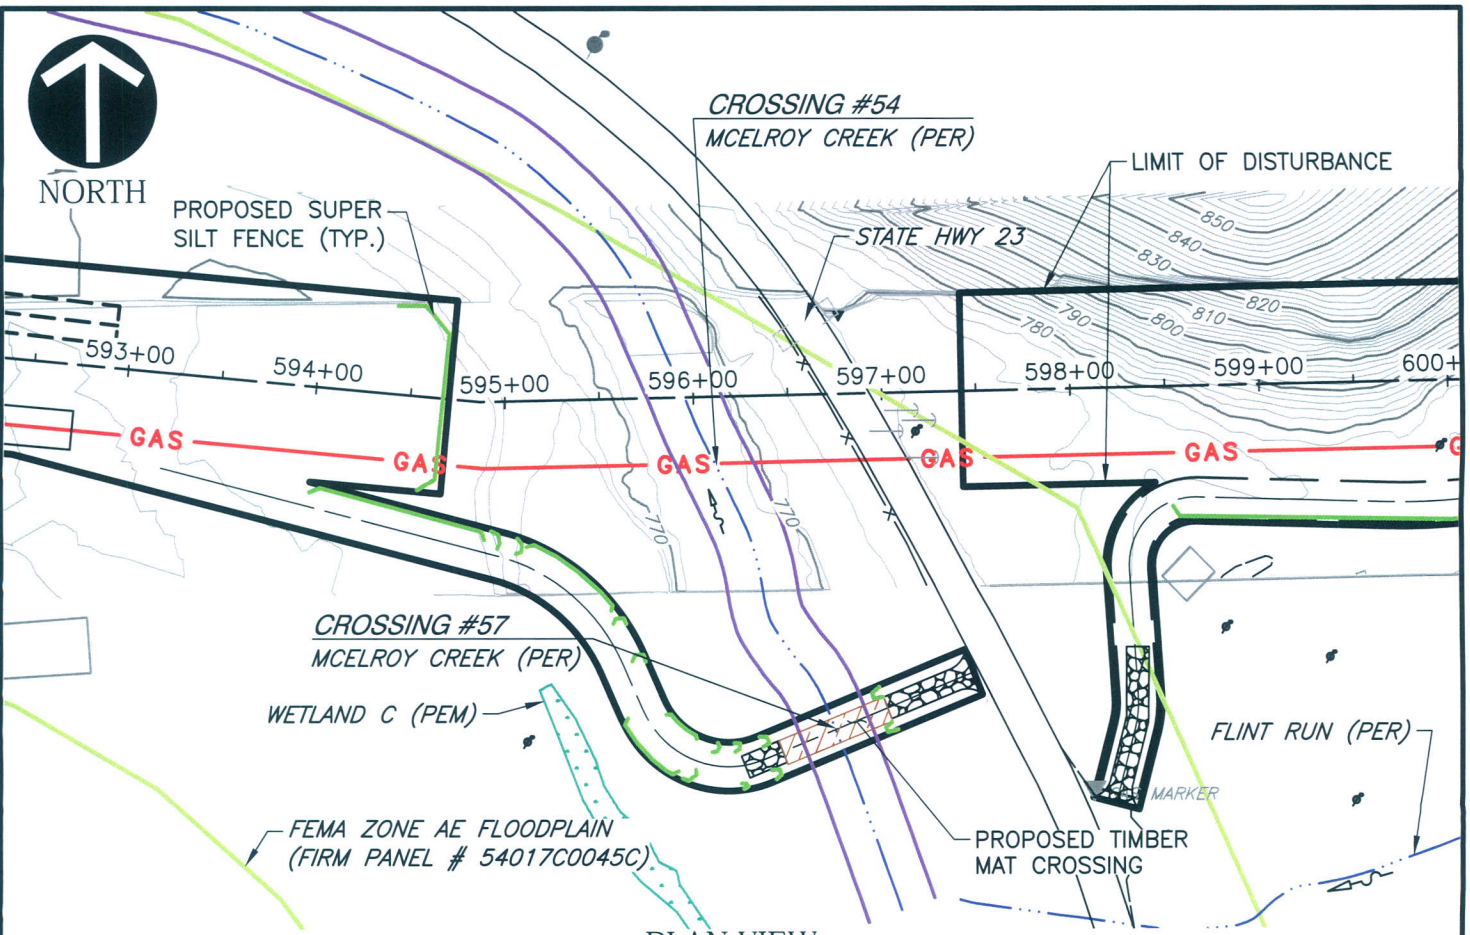 CROSSING #54
MCELROY CREEK (PER)
LIMIT OF DISTURBANCE
NORTH
PROPOSED SUPER
SILT FENCE (TYP.)
STATE HWY 23
850
840
830
820
810
800
790
780
593+00
594+00
595+00
596+00
597+00
598+00
599+00
600+
GAS
GAS
GAS
GAS
GAS
G
770
770
CROSSING #57
MCELROY CREEK (PER)
WETLAND C (PEM)
FLINT RUN (PER)
MARKER
FEMA ZONE AE FLOODPLAIN
(FIRM PANEL # 54017C0045C)
PROPOSED TIMBER
MAT CROSSING
PLAN VIEW